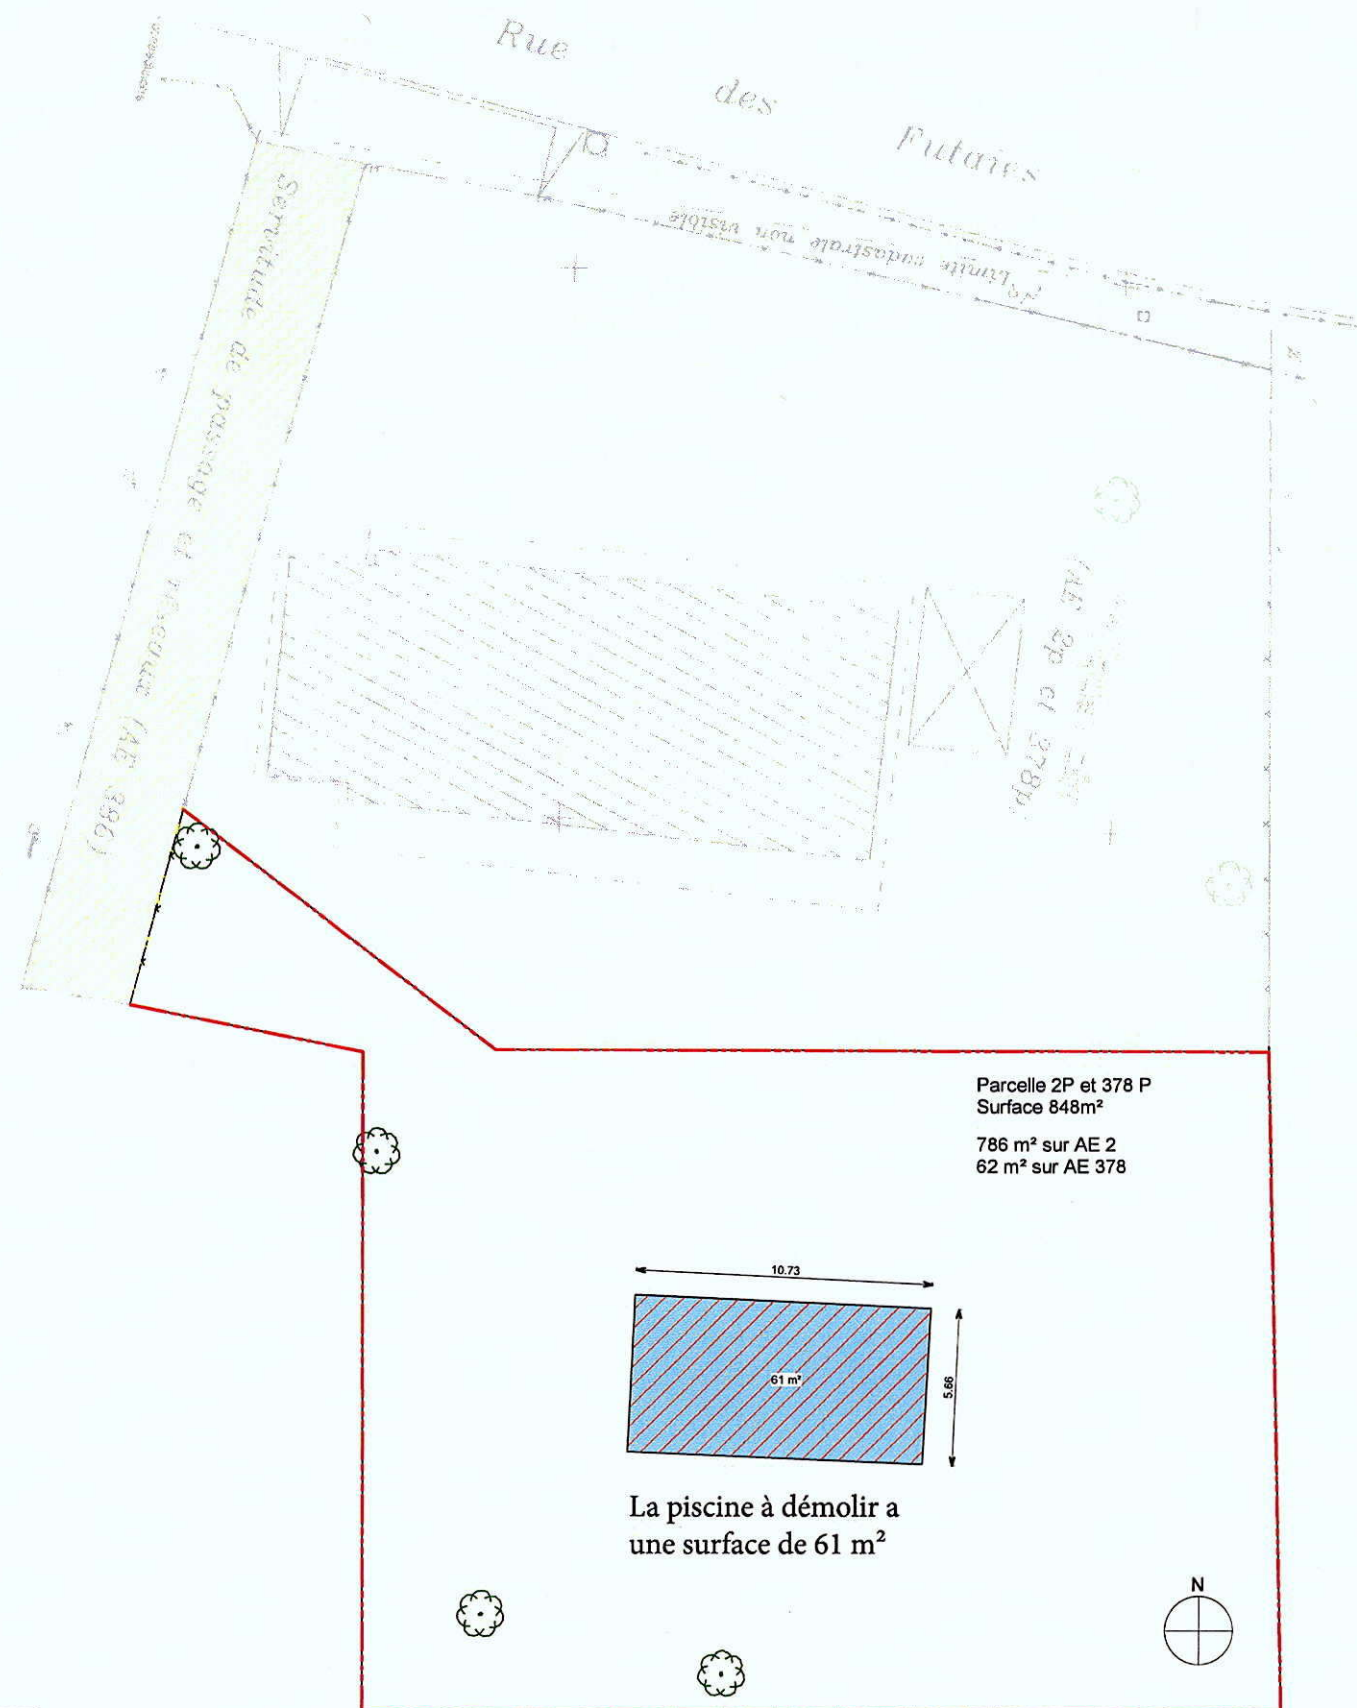 Rue des Futaies
Limite cadastrale non visible
Servitude de passage et réseaux (AE 386)
(AE 2p et 378p)
Parcelle 2P et 378 P
Surface 848m²
786 m² sur AE 2
62 m² sur AE 378
10.73
61 m²
5.66
La piscine à démolir a
une surface de 61 m²
N